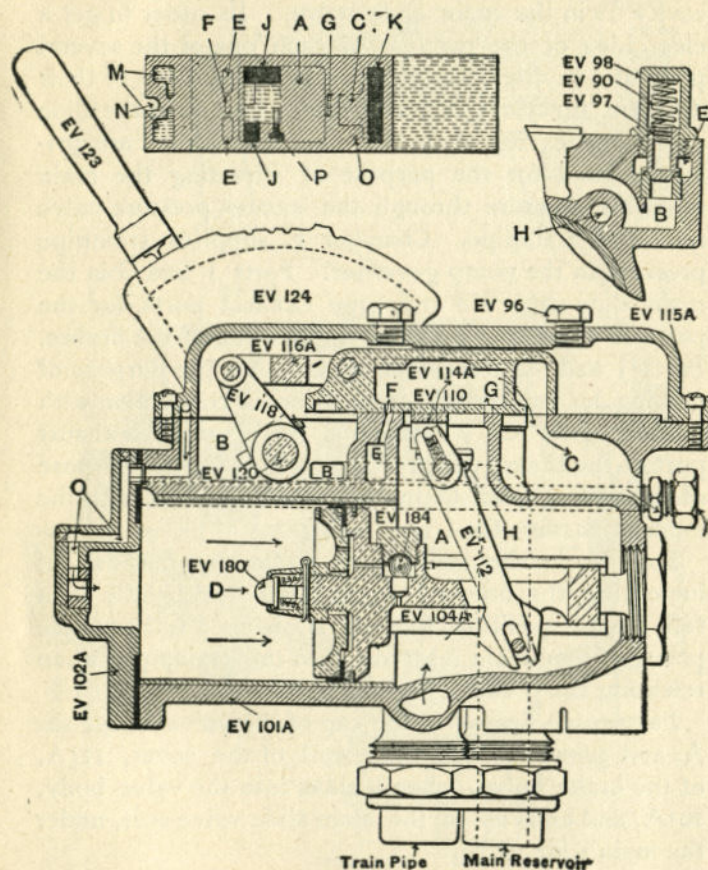 F E J A G C K
M
N
E J P O
EV 98
EV 90
EV 97
E
B
H
EV 123
EV 124
EV 96
EV 115A
EV 116A
EV 114A
EV 118
F EV 110 G
B
E
C
EV 120 B
O
EV 184
A H
EV 180
EV 112
D
EV 104A
EV 102A
EV 101A
Train Pipe Main Reservoir